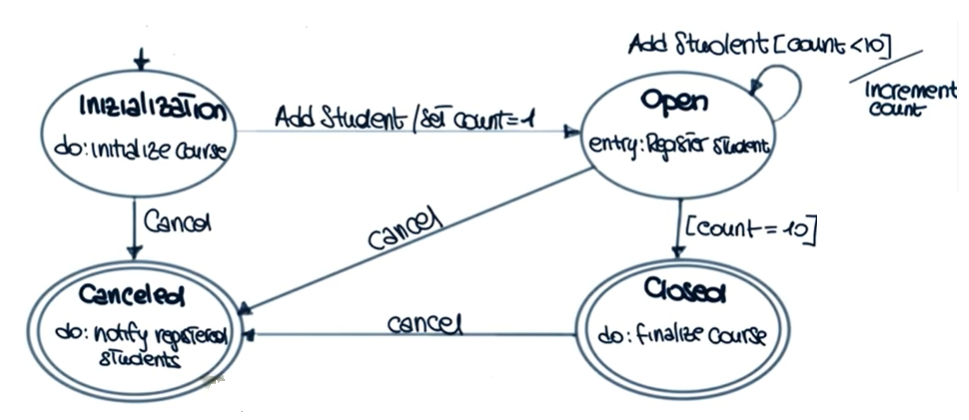 Add Student [count <10]
/
Increment
count
Inizialization
do: initialize course
Add Student / set count=1
Open
entry: Register student
Cancel
cancel
[count = 10]
Canceled
do: notify registered
students
cancel
Closed
do: finalize course